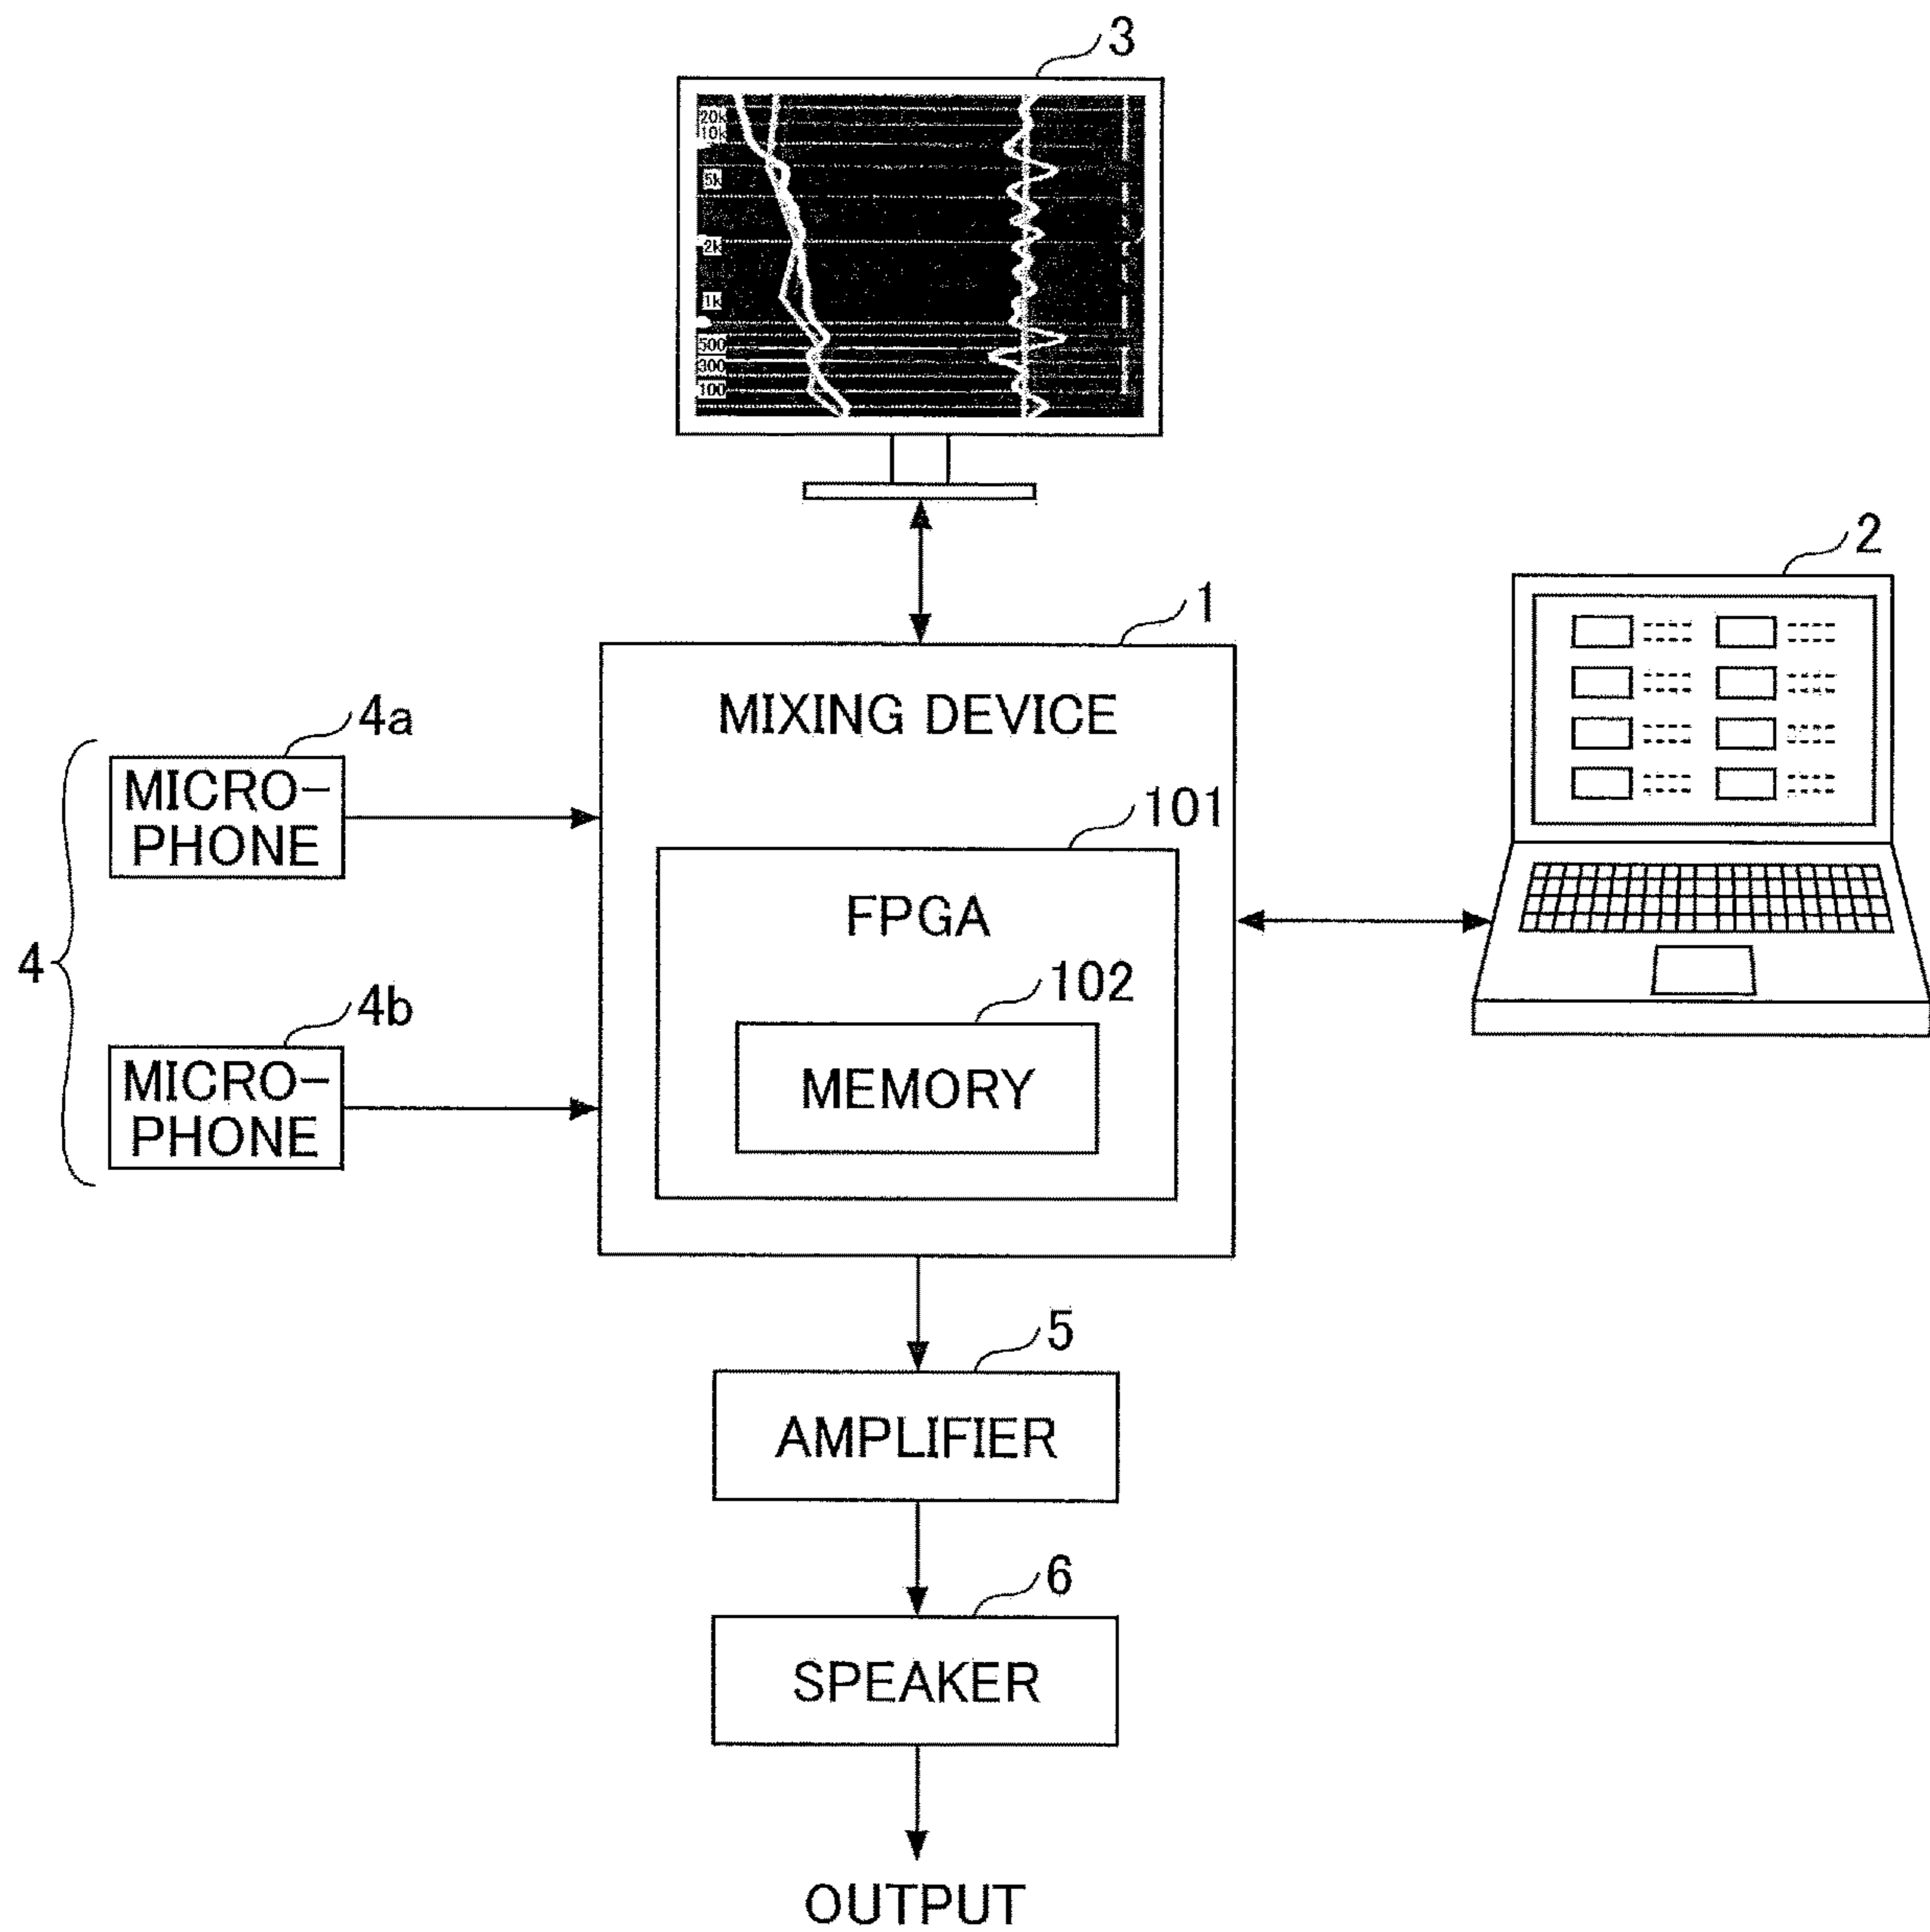 3
20k
10k
5k
2k
1k
500
300
100
2
1
MIXING DEVICE
4a
MICRO-
PHONE
101
FPGA
4
102
4b
MEMORY
MICRO-
PHONE
5
AMPLIFIER
6
SPEAKER
OUTPUT